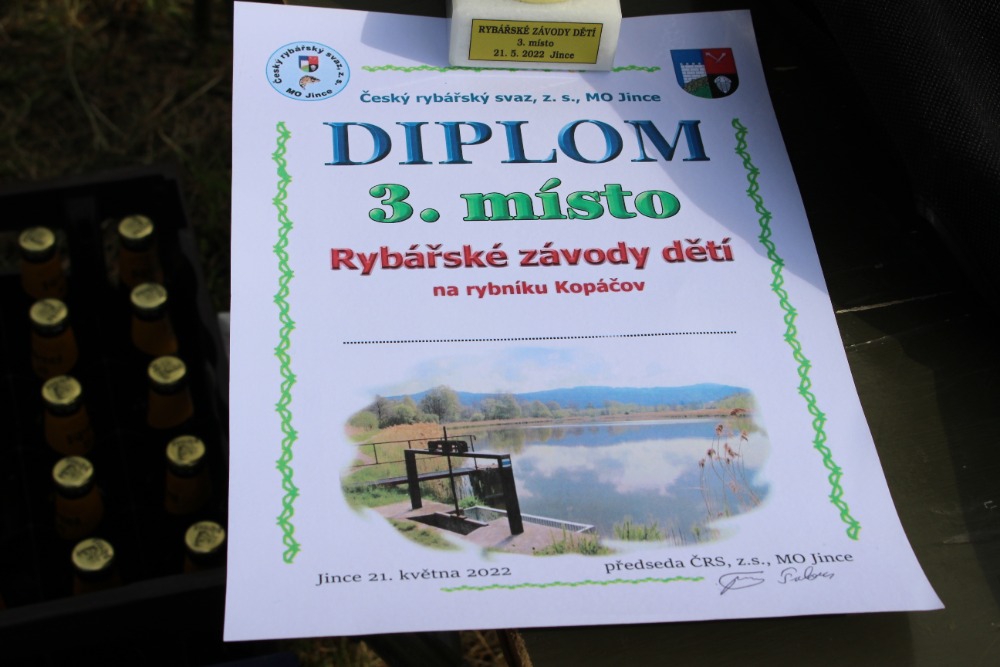 RYBÁŘSKÉ ZÁVODY DĚTÍ
3. místo
21. 5. 2022 Jince
Český rybářský svaz, z. s.
MO Jince
Český rybářský svaz, z. s., MO Jince
DIPLOM
3. místo
Rybářské závody dětí
na rybníku Kopáčov
Jince 21. května 2022
předseda ČRS, z.s., MO Jince